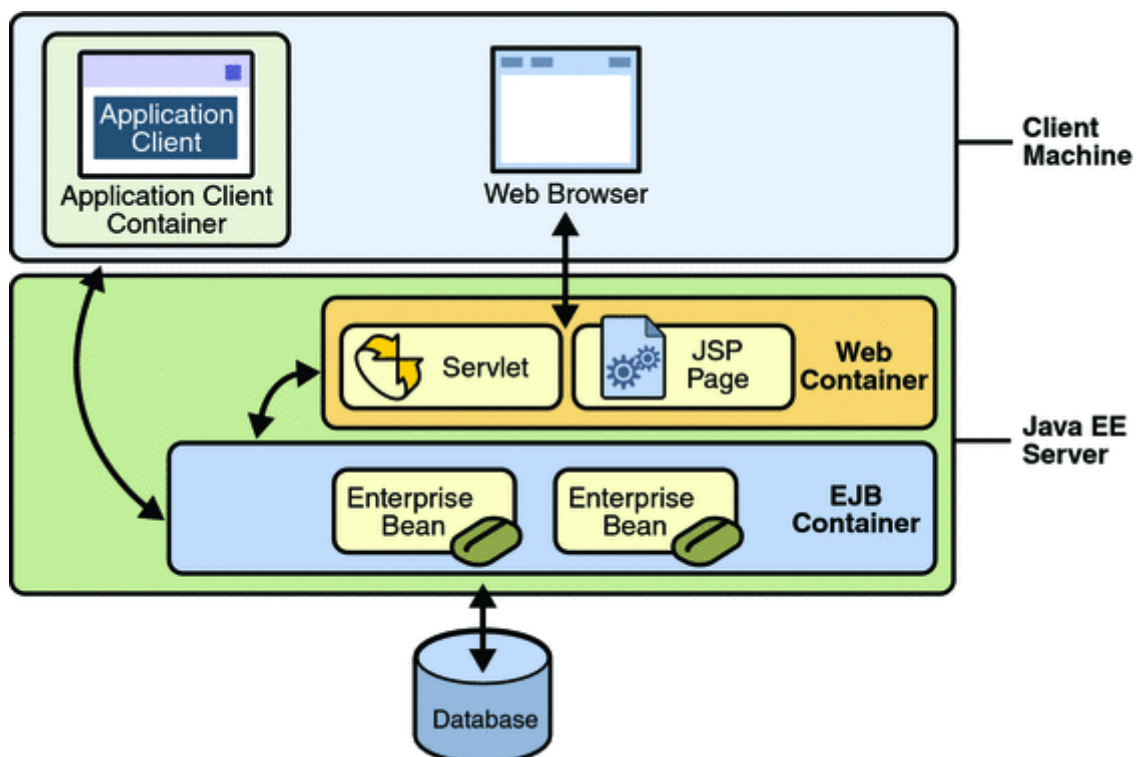 Application
Client
Application Client
Container
Web Browser
Client
Machine
Servlet
JSP
Page
Web
Container
Java EE
Server
Enterprise
Bean
Enterprise
Bean
EJB
Container
Database